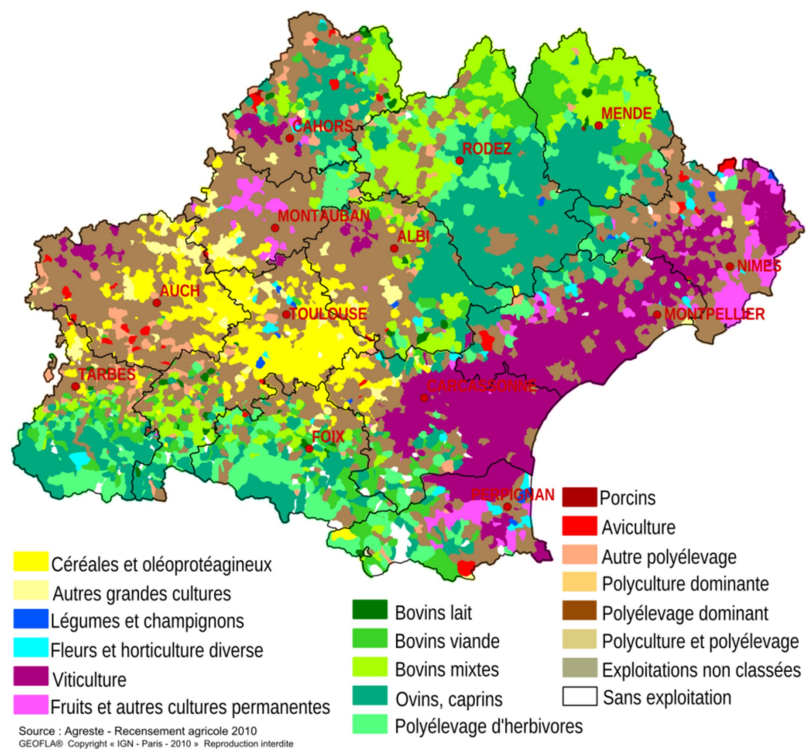 CAHORS
MENDE
RODEZ
MONTAUBAN
ALBI
NIMES
AUCH
TOULOUSE
MONTPELLIER
TARBES
CARCASSONNE
FOIX
PERPIGNAN
Céréales et oléoprotéagineux
Autres grandes cultures
Légumes et champignons
Fleurs et horticulture diverse
Viticulture
Fruits et autres cultures permanentes
Bovins lait
Bovins viande
Bovins mixtes
Ovins, caprins
Polyélevage d'herbivores
Porcins
Aviculture
Autre polyélevage
Polyculture dominante
Polyélevage dominant
Polyculture et polyélevage
Exploitations non classées
Sans exploitation
Source : Agreste - Recensement agricole 2010
GEOFLA® Copyright « IGN - Paris - 2010 » Reproduction interdite